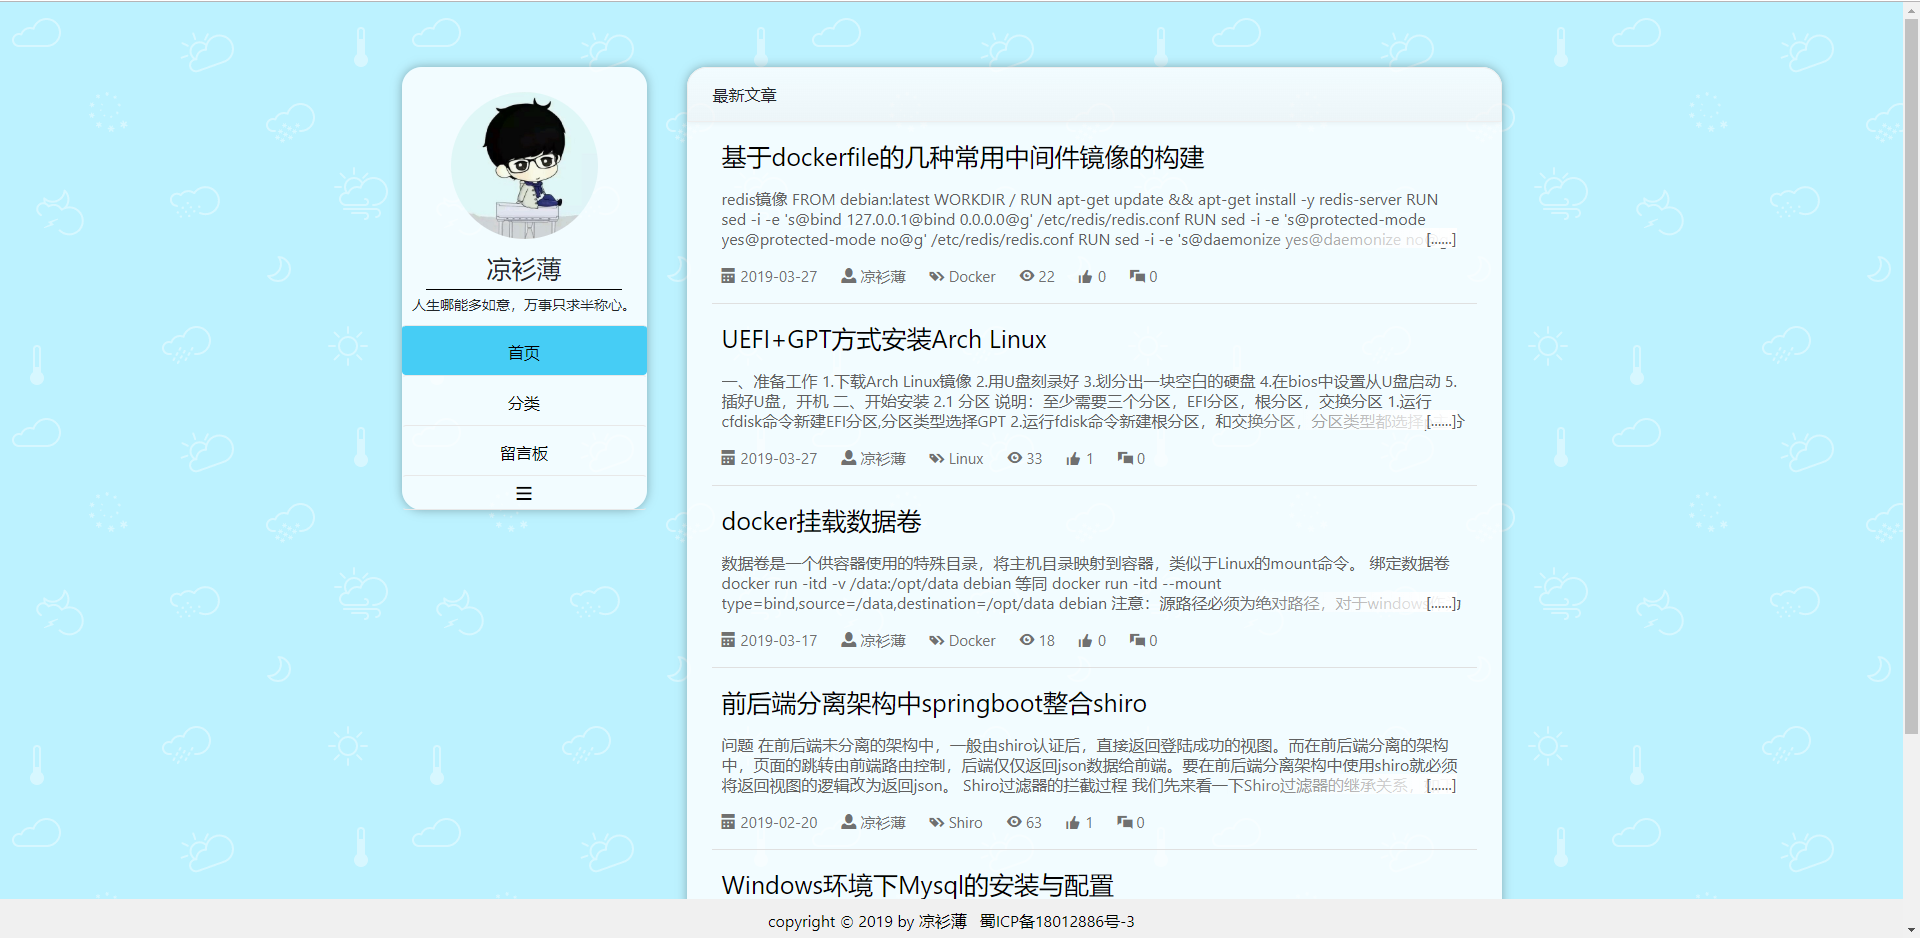 凉衫薄
人生哪能多如意，万事只求半称心。
首页
分类
留言板
最新文章
基于dockerfile的几种常用中间件镜像的构建
redis镜像 FROM debian:latest WORKDIR / RUN apt-get update && apt-get install -y redis-server RUN
sed -i -e 's@bind 127.0.0.1@bind 0.0.0.0@g' /etc/redis/redis.conf RUN sed -i -e 's@protected-mode
yes@protected-mode no@g' /etc/redis/redis.conf RUN sed -i -e 's@daemonize yes@daemonize no [......]
2019-03-27 凉衫薄 Docker 22 0 0
UEFI+GPT方式安装Arch Linux
一、准备工作 1.下载Arch Linux镜像 2.用U盘刻录好 3.划分出一块空白的硬盘 4.在bios中设置从U盘启动 5.
插好U盘，开机 二、开始安装 2.1 分区 说明：至少需要三个分区，EFI分区，根分区，交换分区 1.运行
cfdisk命令新建EFI分区,分区类型选择GPT 2.运行fdisk命令新建根分区，和交换分区，分区类型都选择 [......]
2019-03-27 凉衫薄 Linux 33 1 0
docker挂载数据卷
数据卷是一个供容器使用的特殊目录，将主机目录映射到容器，类似于Linux的mount命令。 绑定数据卷
docker run -itd -v /data:/opt/data debian 等同 docker run -itd --mount
type=bind,source=/data,destination=/opt/data debian 注意：源路径必须为绝对路径，对于windows [......]
2019-03-17 凉衫薄 Docker 18 0 0
前后端分离架构中springboot整合shiro
问题 在前后端未分离的架构中，一般由shiro认证后，直接返回登陆成功的视图。而在前后端分离的架构
中，页面的跳转由前端路由控制，后端仅仅返回json数据给前端。要在前后端分离架构中使用shiro就必须
将返回视图的逻辑改为返回json。 Shiro过滤器的拦截过程 我们先来看一下Shiro过滤器的继承关系， [......]
2019-02-20 凉衫薄 Shiro 63 1 0
Windows环境下Mysql的安装与配置
copyright © 2019 by 凉衫薄 蜀ICP备18012886号-3